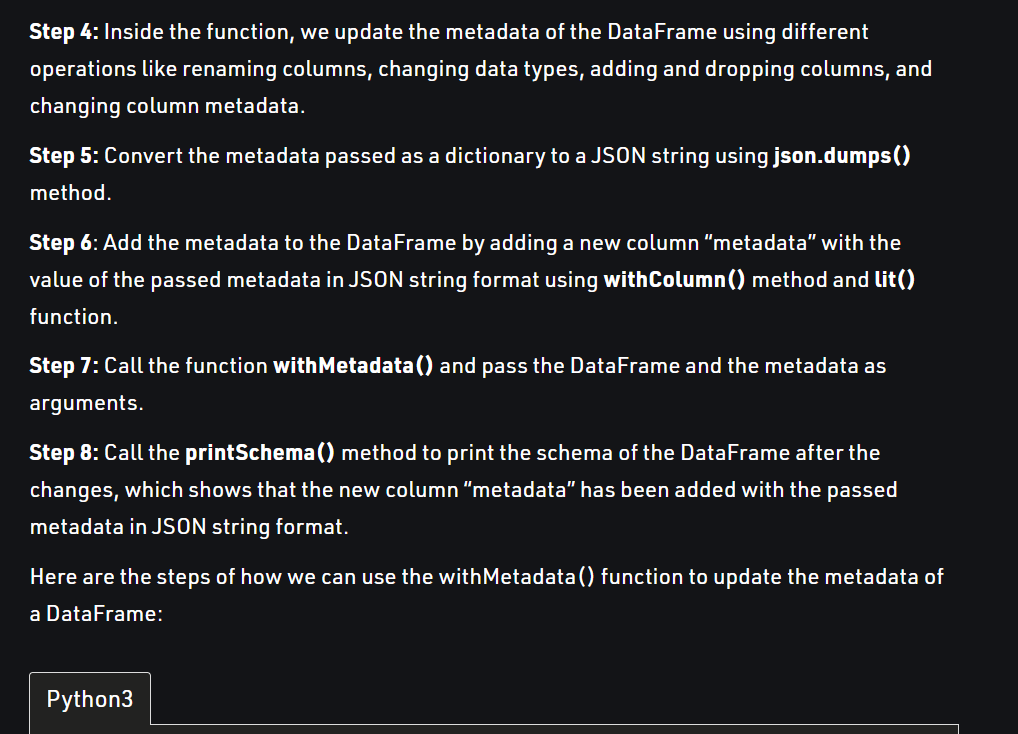 Step 4: Inside the function, we update the metadata of the DataFrame using different
operations like renaming columns, changing data types, adding and dropping columns, and
changing column metadata.
Step 5: Convert the metadata passed as a dictionary to a JSON string using json.dumps()
method.
Step 6: Add the metadata to the DataFrame by adding a new column “metadata” with the
value of the passed metadata in JSON string format using withColumn() method and lit()
function.
Step 7: Call the function withMetadata() and pass the DataFrame and the metadata as
arguments.
Step 8: Call the printSchema() method to print the schema of the DataFrame after the
changes, which shows that the new column “metadata” has been added with the passed
metadata in JSON string format.
Here are the steps of how we can use the withMetadata() function to update the metadata of
a DataFrame:
Python3